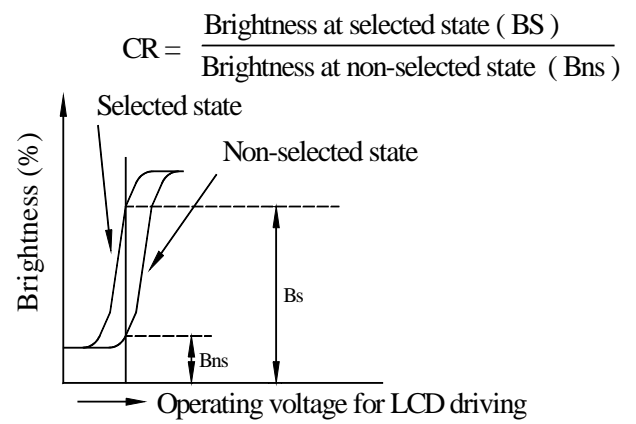 CR = Brightness at selected state ( BS )
Brightness at non-selected state ( Bns )
Selected state
Non-selected state
Brightness (%)
Bs
Bns
Operating voltage for LCD driving